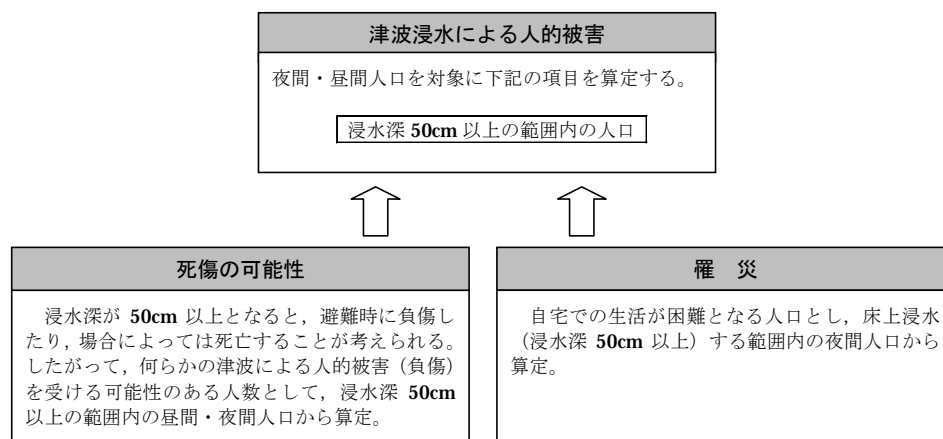 津波浸水による人的被害
夜間・昼間人口を対象に下記の項目を算定する。
浸水深 50cm 以上の範囲内の人口
死傷の可能性
浸水深が 50cm 以上となると，避難時に負傷し
たり，場合によっては死亡することが考えられる。
したがって，何らかの津波による人的被害（負傷）
を受ける可能性のある人数として，浸水深 50cm
以上の範囲内の昼間・夜間人口から算定。
罹　災
自宅での生活が困難となる人口とし，床上浸水
（浸水深 50cm 以上）する範囲内の夜間人口から
算定。